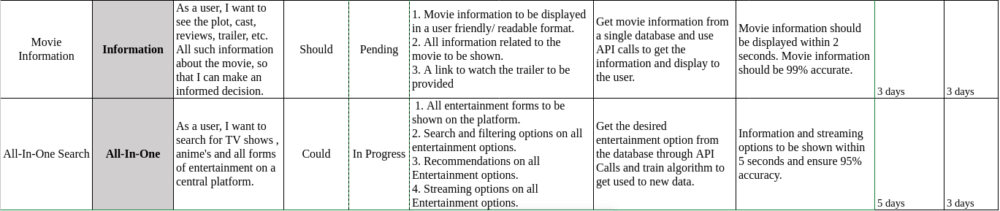 Movie
Information
Information
As a user, I want to
see the plot, cast,
reviews, trailer, etc.
All such information
about the movie, so
that I can make an
informed decision.
Should
Pending
1. Movie information to be displayed
in a user friendly/ readable format.
2. All information related to the
movie to be shown.
3. A link to watch the trailer to be
provided
Get movie information from
a single database and use
API calls to get the
information and display to
the user.
Movie information should
be displayed within 2
seconds. Movie information
should be 99% accurate.
3 days
3 days
All-In-One Search
All-In-One
As a user, I want to
search for TV shows ,
anime's and all forms
of entertainment on a
central platform.
Could
In Progress
1. All entertainment forms to be
shown on the platform.
2. Search and filtering options on all
entertainment options.
3. Recommendations on all
Entertainment options.
4. Streaming options on all
Entertainment options.
Get the desired
entertainment option from
the database through API
Calls and train algorithm to
get used to new data.
Information and streaming
options to be shown within
5 seconds and ensure 95%
accuracy.
5 days
3 days